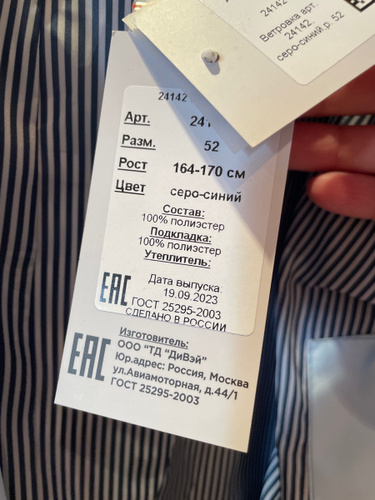 24142
Ветровка арт.
24142.
серо-синий.р. 52
24142
Арт.
Разм. 52
Рост 164-170 см
Цвет серо-синий
Состав:
100% полиэстер
Подкладка:
100% полиэстер
Утеплитель:
Дата выпуска:
19.09.2023
EAC ГОСТ 25295-2003
СДЕЛАНО В РОССИИ
Изготовитель:
ООО "ТД "ДиВэй"
Юр.адрес: Россия, Москва
ул.Авиамоторная, д.44/1
EAC ГОСТ 25295-2003